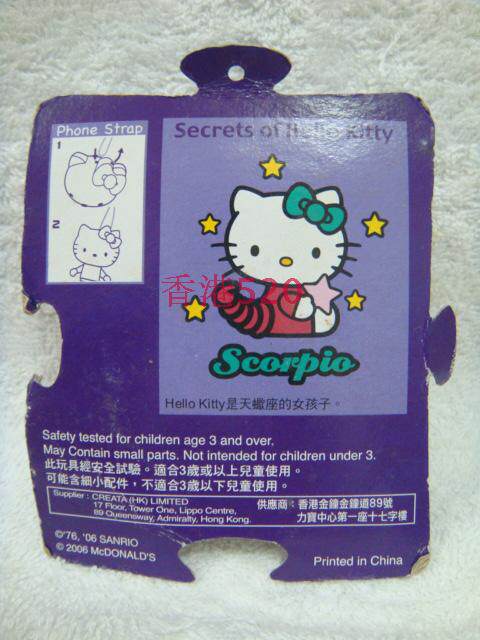 Phone Strap
1
2
Secrets of Hello Kitty
香港520
Scorpio
Hello Kitty是天蠍座的女孩子。
Safety tested for children age 3 and over.
May Contain small parts. Not intended for children under 3.
此玩具經安全試驗。適合3歲或以上兒童使用。
可能含細小配件，不適合3歲以下兒童使用。
Supplier : CREATA (HK) LIMITED
17 Floor, Tower One, Lippo Centre,
89 Queensway, Admiralty, Hong Kong.
供應商：香港金鐘金鐘道89號
力寶中心第一座十七字樓
©'76, '06 SANRIO
© 2006 McDONALD'S
Printed in China